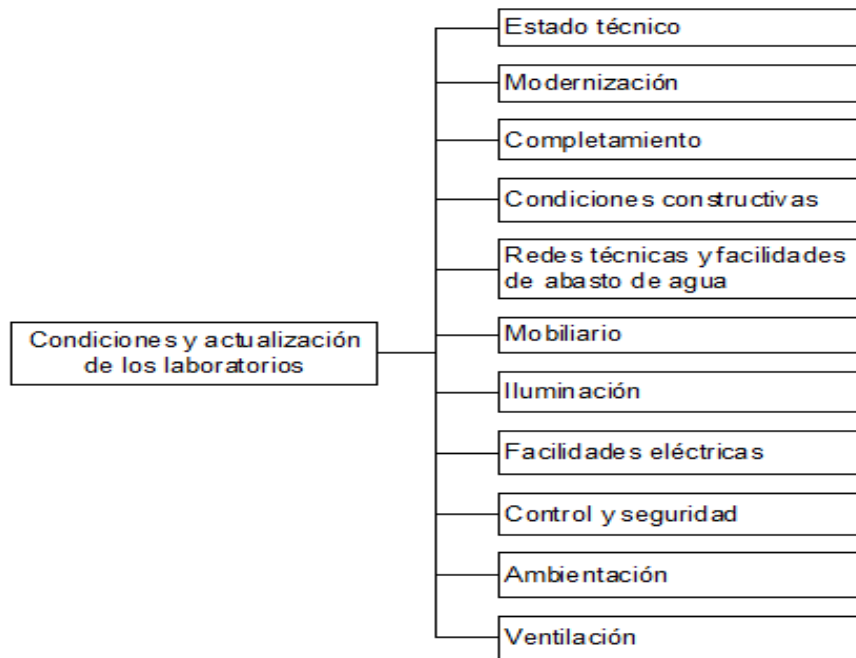 Estado técnico
Modernización
Completamiento
Condiciones constructivas
Redes técnicas y facilidades
de abasto de agua
Condiciones y actualización
de los laboratorios
Mobiliario
Iluminación
Facilidades eléctricas
Control y seguridad
Ambientación
Ventilación